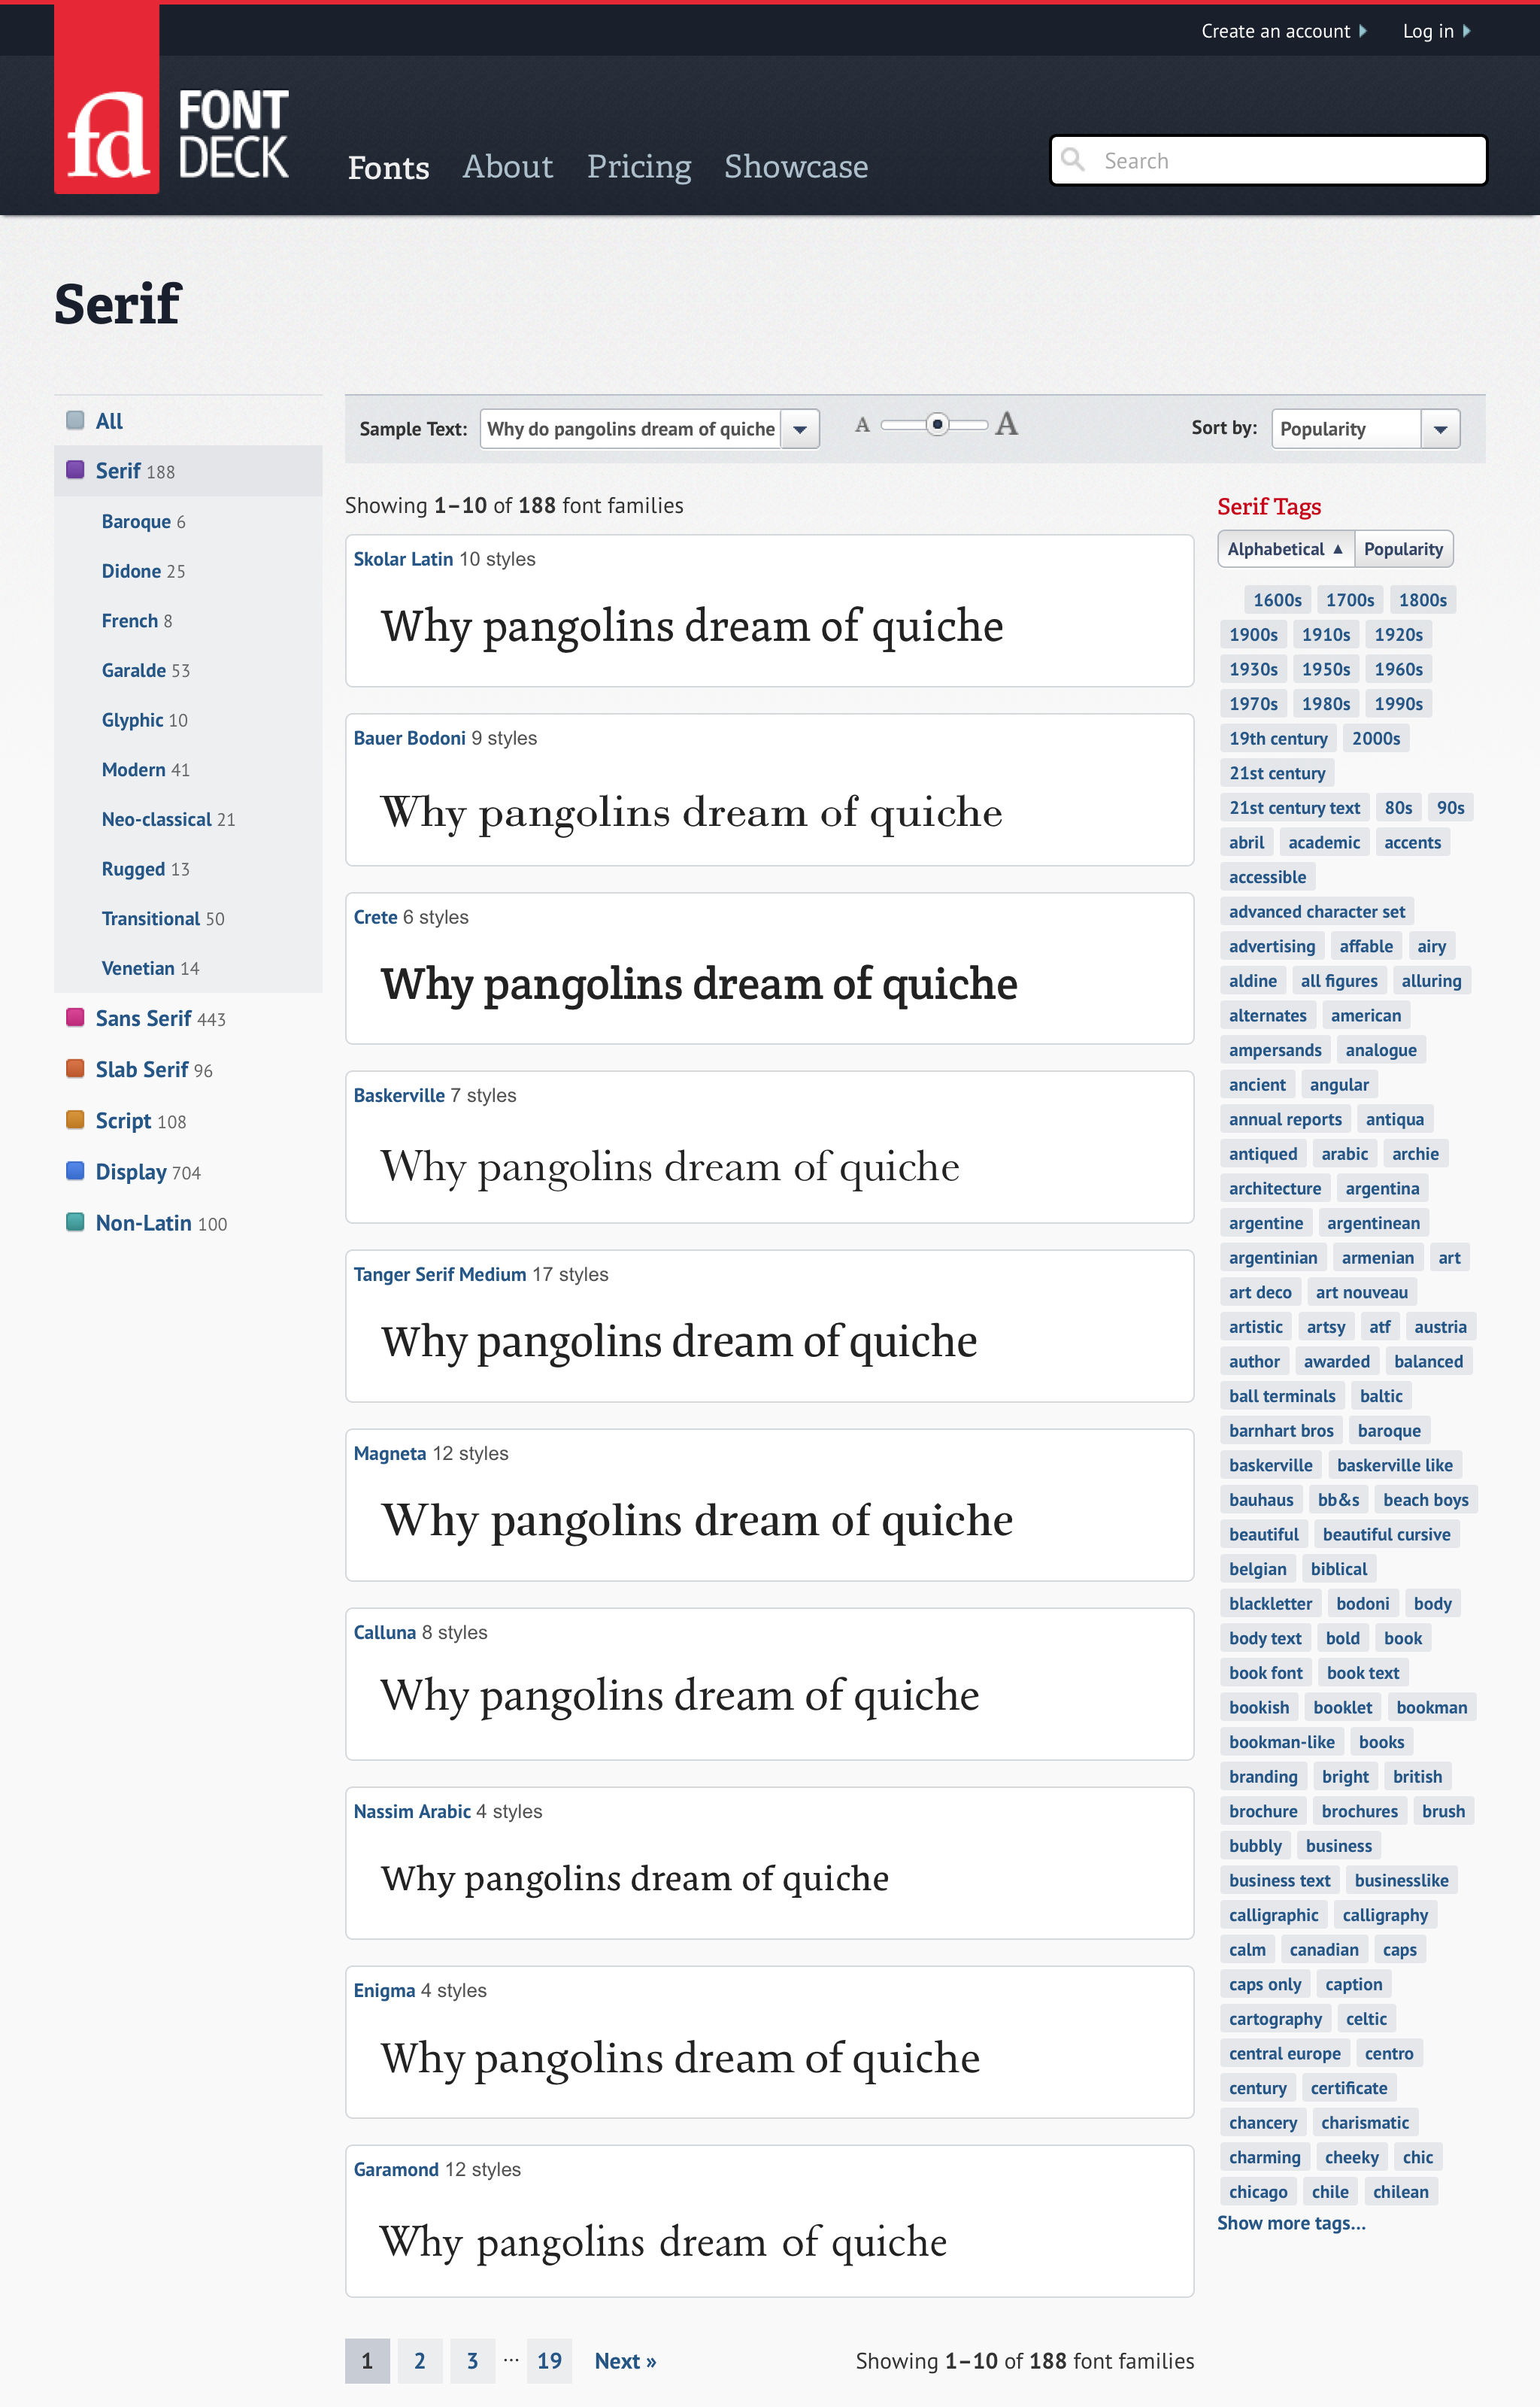 Create an account
Log in
fd
FONT
DECK
Fonts
About
Pricing
Showcase
Search
Serif
All
Serif 188
Baroque 6
Didone 25
French 8
Garalde 53
Glyphic 10
Modern 41
Neo-classical 21
Rugged 13
Transitional 50
Venetian 14
Sans Serif 443
Slab Serif 96
Script 108
Display 704
Non-Latin 100
Sample Text: Why do pangolins dream of quiche
A A
Sort by: Popularity
Showing 1–10 of 188 font families
Skolar Latin 10 styles
Why pangolins dream of quiche
Bauer Bodoni 9 styles
Why pangolins dream of quiche
Crete 6 styles
Why pangolins dream of quiche
Baskerville 7 styles
Why pangolins dream of quiche
Tanger Serif Medium 17 styles
Why pangolins dream of quiche
Magneta 12 styles
Why pangolins dream of quiche
Calluna 8 styles
Why pangolins dream of quiche
Nassim Arabic 4 styles
Why pangolins dream of quiche
Enigma 4 styles
Why pangolins dream of quiche
Garamond 12 styles
Why pangolins dream of quiche
1 2 3 ... 19 Next »
Showing 1–10 of 188 font families
Serif Tags
Alphabetical ▲ Popularity
1600s 1700s 1800s
1900s 1910s 1920s
1930s 1950s 1960s
1970s 1980s 1990s
19th century 2000s
21st century
21st century text 80s 90s
abril academic accents
accessible
advanced character set
advertising affable airy
aldine all figures alluring
alternates american
ampersands analogue
ancient angular
annual reports antiqua
antiqued arabic archie
architecture argentina
argentine argentinean
argentinian armenian art
art deco art nouveau
artistic artsy atf austria
author awarded balanced
ball terminals baltic
barnhart bros baroque
baskerville baskerville like
bauhaus bb&s beach boys
beautiful beautiful cursive
belgian biblical
blackletter bodoni body
body text bold book
book font book text
bookish booklet bookman
bookman-like books
branding bright british
brochure brochures brush
bubbly business
business text businesslike
calligraphic calligraphy
calm canadian caps
caps only caption
cartography celtic
central europe centro
century certificate
chancery charismatic
charming cheeky chic
chicago chile chilean
Show more tags...